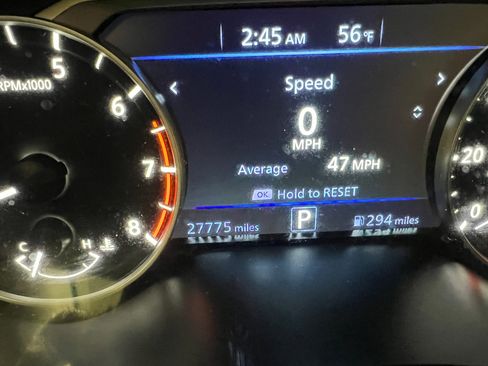 2:45 AM 56 °F
5
RPMx1000
Speed
6
0
MPH
7
Average 47 MPH
20
OK Hold to RESET
8
27775 miles P 294 miles
0
C H